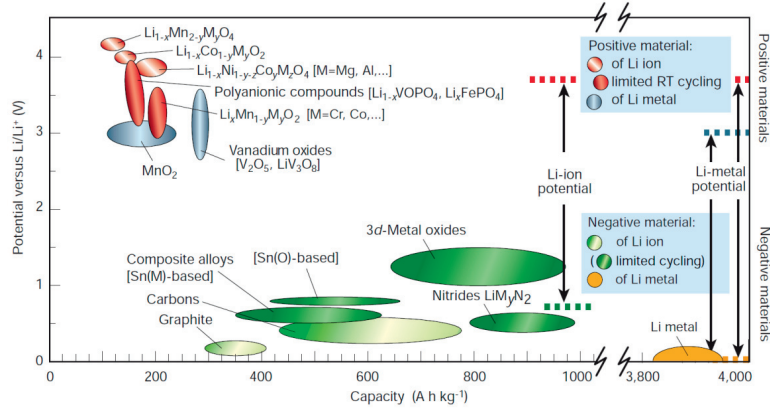 Li1-xMn2-yMyO4
Li1-xCo1-yMyO2
Li1-xNi1-y-zCoyMzO4 [M=Mg, Al,...]
Polyanionic compounds [Li1-xVOPO4, LixFePO4]
LixMn1-yMyO2 [M=Cr, Co,...]
MnO2
Vanadium oxides
[V2O5, LiV3O8]
Positive material:
of Li ion
limited RT cycling
of Li metal
Li-ion
potential
Li-metal
potential
Negative material:
of Li ion
( limited cycling)
of Li metal
3d-Metal oxides
[Sn(O)-based]
Composite alloys
[Sn(M)-based]
Carbons
Graphite
Nitrides LiMyN2
Li metal
Potential versus Li/Li+ (V)
4
3
2
1
0
0
200
400
600
800
1000
3,800
4,000
Capacity (A h kg-1)
Positive materials
Negative materials